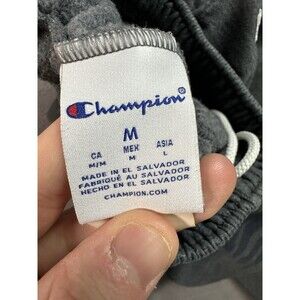 Champion®
M
CA MEX ASIA
M/M M L
MADE IN EL SALVADOR
FABRIQUÉ AU SALVADOR
HECHO EN EL SALVADOR
CHAMPION.COM